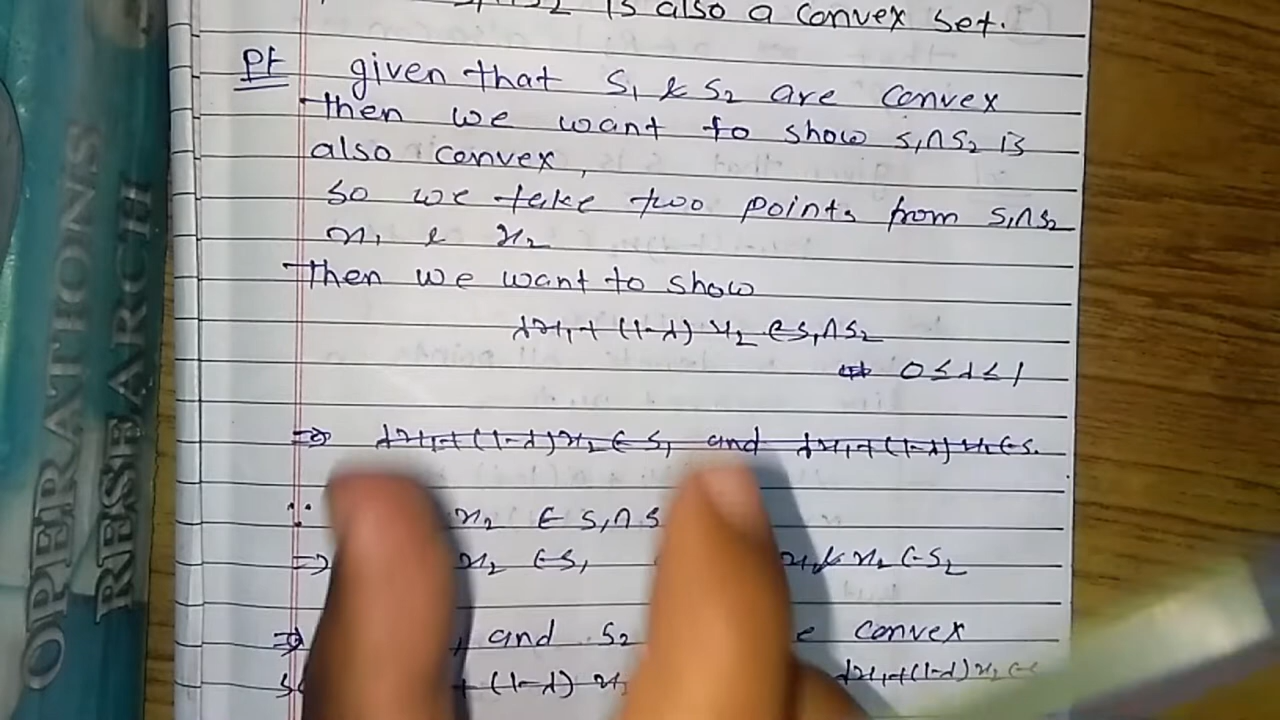 OPERATIONS
RESEARCH
is also a convex set.
Pf given that S₁ & S₂ are convex
then we want to show S₁∩S₂ is
also convex,
so we take two points from S₁∩S₂
x₁ & x₂
Then we want to show
λx₁+(1-λ)x₂ ∈ S₁∩S₂
0≤λ≤1
⇒ λx₁+(1-λ)x₂ ∈ S₁ and λx₁+(1-λ)x₂ ∈ S.
∴ x₂ ∈ S₁∩S
⇒ x₂ ∈ S₁ x₁ & x₂ ∈ S₂
⇒ and S₂ convex
+(1-λ) x₂ λx₁+(1-λ)x₂ ∈